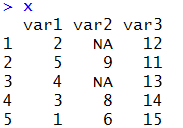 > x
var1 var2 var3
1 2 NA 12
2 5 9 11
3 4 NA 13
4 3 8 14
5 1 6 15